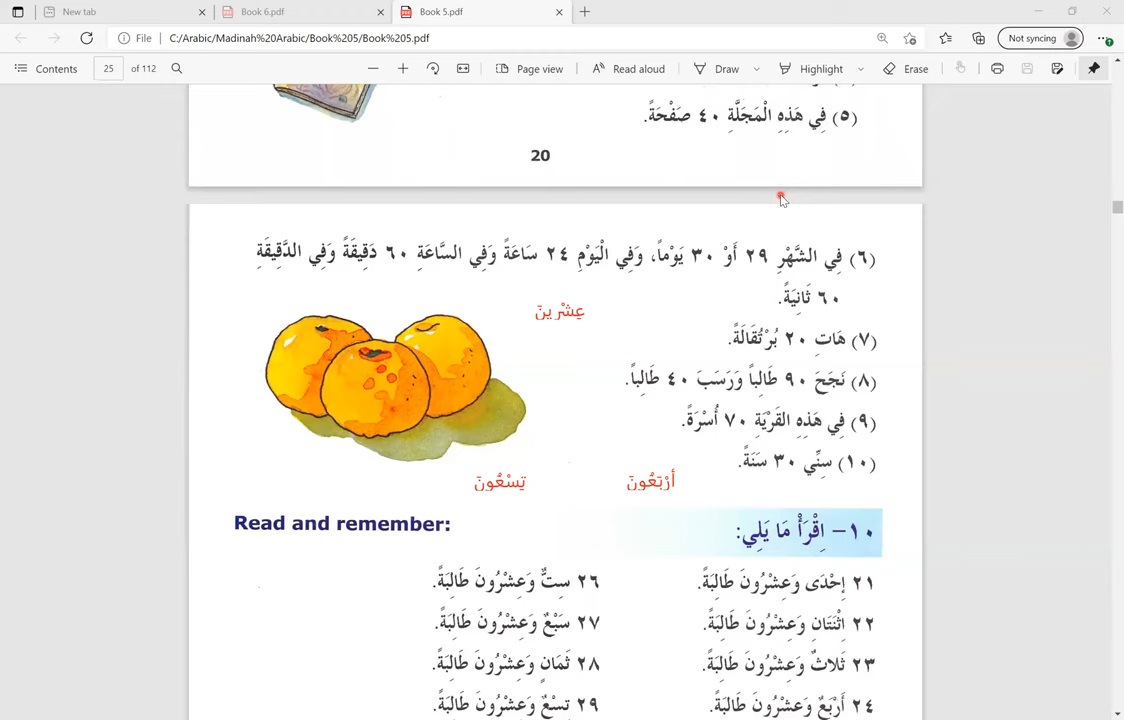 New tab
Book 6.pdf
Book 5.pdf
File
C:/Arabic/Madinah%20Arabic/Book%205/Book%205.pdf
Not syncing
Contents
25
of 112
Page view
Read aloud
Draw
Highlight
Erase
(٥) فِي هَذِهِ الْمَجَلَّةِ ٤٠ صَفْحَةً.
20
(٦) فِي الشَّهْرِ ٢٩ أَوْ ٣٠ يَوْماً، وَفِي الْيَوْمِ ٢٤ سَاعَةً وَفِي السَّاعَةِ ٦٠ دَقِيقَةً وَفِي الدَّقِيقَةِ
٦٠ ثَانِيَةً.
عِشْرِينَ
(٧) هَاتِ ٢٠ بُرْتُقَالَةً.
(٨) نَجَحَ ٩٠ طَالِباً وَرَسَبَ ٤٠ طَالِباً.
(٩) فِي هَذِهِ القَرْيَةِ ٧٠ أُسْرَةً.
(١٠) سِنِّي ٣٠ سَنَةً.
أَرْبَعُونَ
تِسْعُونَ
١٠ – اِقْرَأْ مَا يَلِي:
Read and remember:
٢١ إِحْدَى وَعِشْرُونَ طَالِبَةً.
٢٦ سِتٌّ وَعِشْرُونَ طَالِبَةً.
٢٢ اِثْنَتَانِ وَعِشْرُونَ طَالِبَةً.
٢٧ سَبْعٌ وَعِشْرُونَ طَالِبَةً.
٢٣ ثَلاثٌ وَعِشْرُونَ طَالِبَةً.
٢٨ ثَمَانٍ وَعِشْرُونَ طَالِبَةً.
٢٤ أَرْبَعٌ وَعِشْرُونَ طَالِبَةً.
٢٩ تِسْعٌ وَعِشْرُونَ طَالِبَةً.